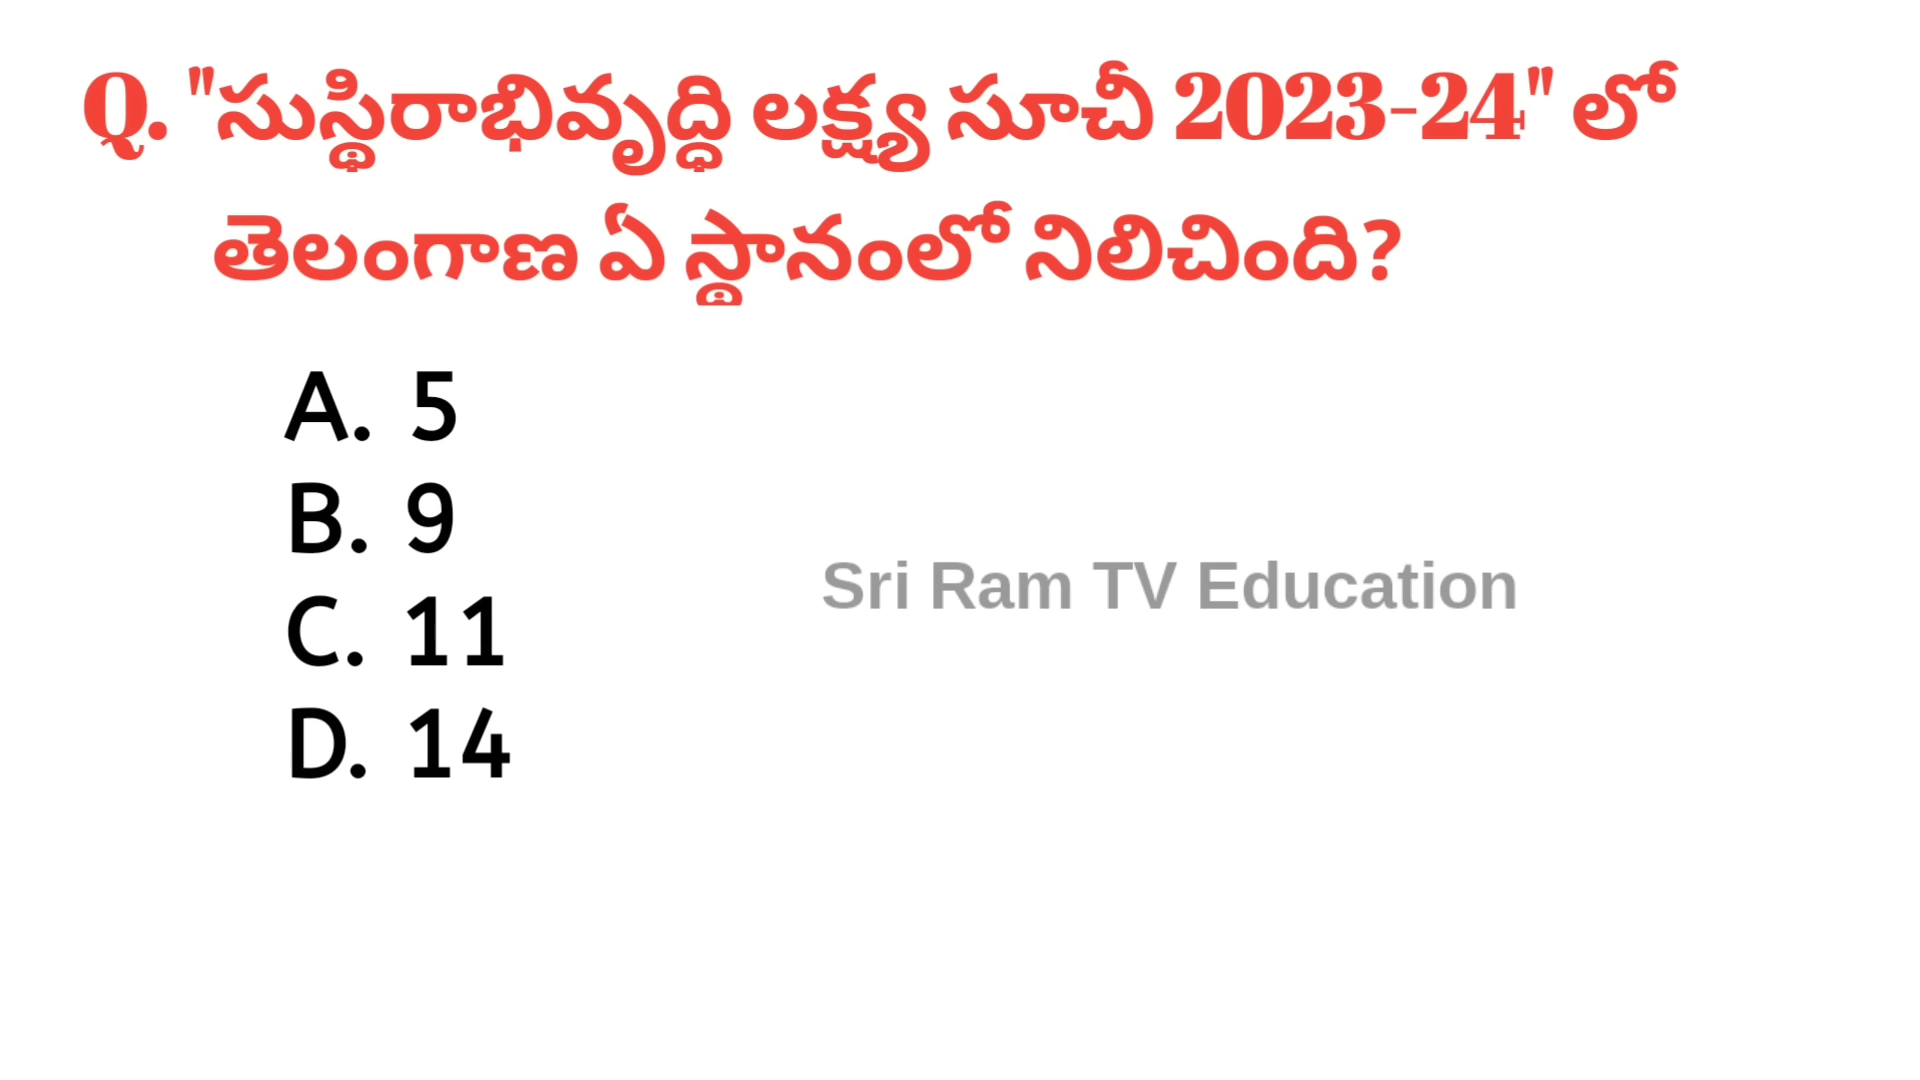 Q. "సుస్థిరాభివృద్ధి లక్ష్య సూచీ 2023-24" లో
తెలంగాణ ఏ స్థానంలో నిలిచింది?
A. 5
B. 9
C. 11
D. 14
Sri Ram TV Education